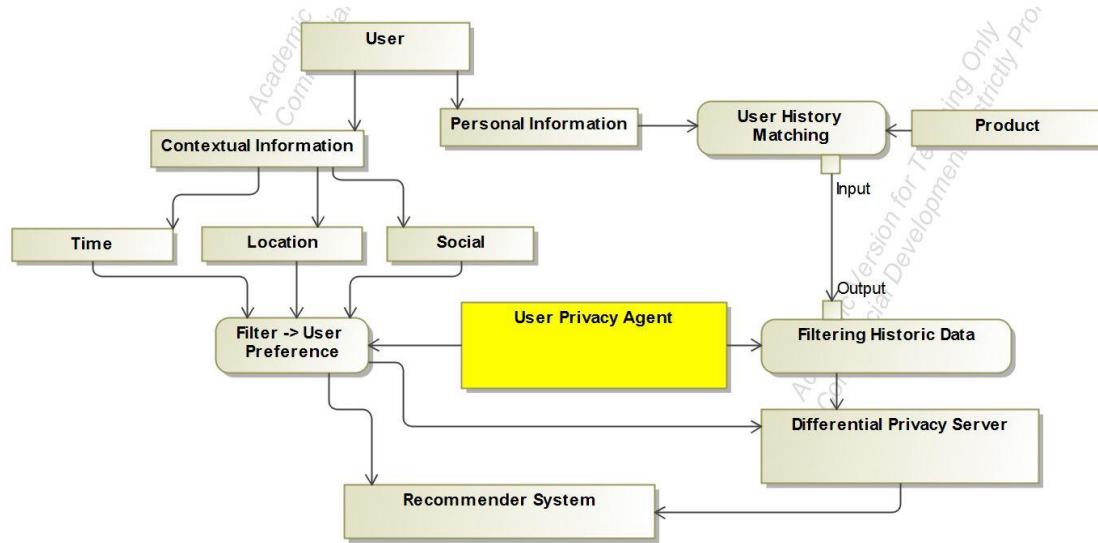 User
Personal Information
User History
Matching
Product
Contextual Information
Input
Time
Location
Social
Output
User Privacy Agent
Filter -> User
Preference
Filtering Historic Data
Differential Privacy Server
Recommender System